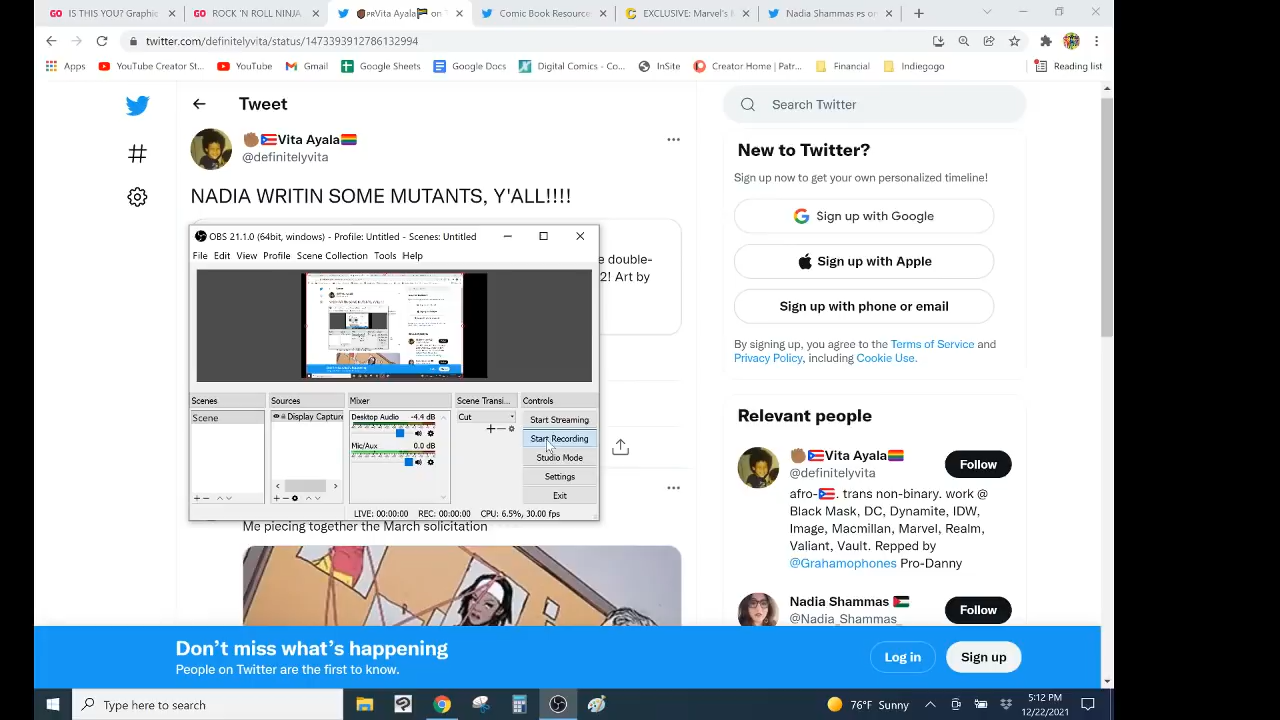 IS THIS YOU? Graphic
ROCK 'N ROLL NINJA
Vita Ayala on
Comic Book Resource
EXCLUSIVE: Marvel's
Nadia Shammas on
twitter.com/definitelyvita/status/1473393912786132994
Apps
YouTube Creator St...
YouTube
Gmail
Google Sheets
Google Docs
Digital Comics - Co...
InSite
Creator Home | Patr...
Financial
Indiegogo
Reading list
Tweet
Vita Ayala
@definitelyvita
NADIA WRITIN SOME MUTANTS, Y'ALL!!!!
e double-
2! Art by
OBS 21.1.0 (64bit, windows) - Profile: Untitled - Scenes: Untitled
File Edit View Profile Scene Collection Tools Help
Scenes
Sources
Mixer
Scene Transi...
Controls
Scene
Display Capture
Desktop Audio -4.4 dB
Mic/Aux 0.0 dB
Cut
Start Streaming
Start Recording
Studio Mode
Settings
Exit
LIVE: 00:00:00
REC: 00:00:00
CPU: 6.5%, 30.00 fps
Me piecing together the March solicitation
Search Twitter
New to Twitter?
Sign up now to get your own personalized timeline!
Sign up with Google
Sign up with Apple
Sign up with phone or email
By signing up, you agree to the Terms of Service and
Privacy Policy, including Cookie Use.
Relevant people
Vita Ayala
@definitelyvita
Follow
afro-. trans non-binary. work @
Black Mask, DC, Dynamite, IDW,
Image, Macmillan, Marvel, Realm,
Valiant, Vault. Repped by
@Grahamophones Pro-Danny
Nadia Shammas
@Nadia_Shammas_
Follow
Don't miss what's happening
People on Twitter are the first to know.
Log in
Sign up
Type here to search
76°F Sunny
5:12 PM
12/22/2021